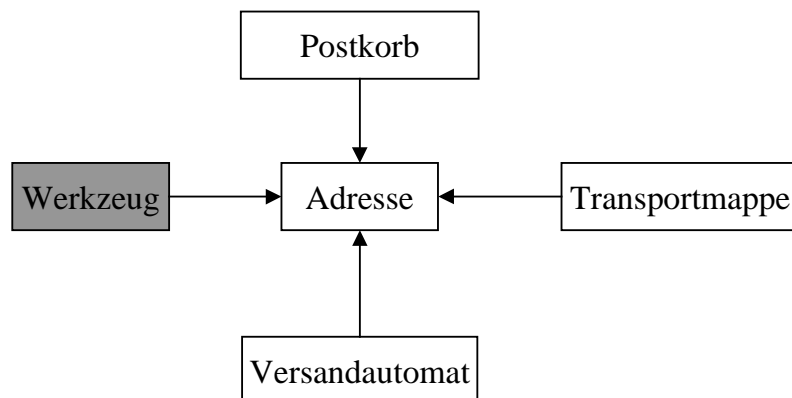 Postkorb
Werkzeug
Adresse
Transportmappe
Versandautomat